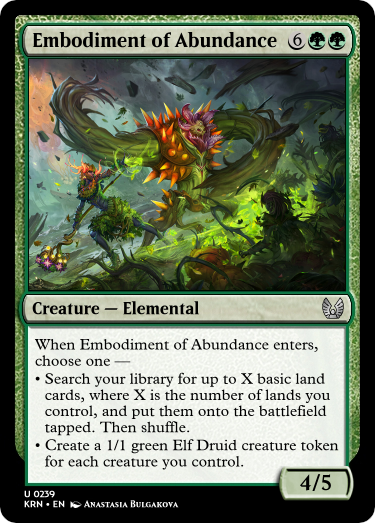 Embodiment of Abundance 6
Creature — Elemental
When Embodiment of Abundance enters,
choose one —
• Search your library for up to X basic land
cards, where X is the number of lands you
control, and put them onto the battlefield
tapped. Then shuffle.
• Create a 1/1 green Elf Druid creature token
for each creature you control.
4/5
U 0239
KRN • EN Anastasia Bulgakova